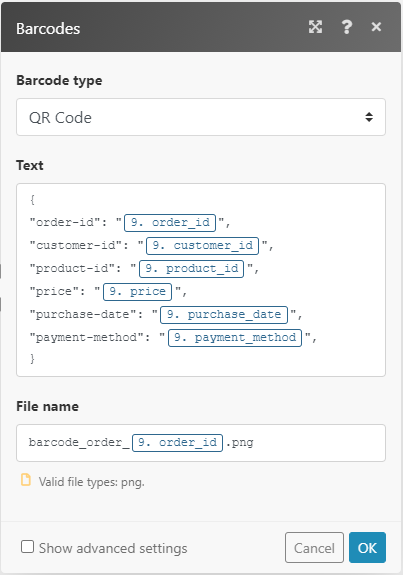 Barcodes
Barcode type
QR Code
Text
{
"order-id": "9. order_id",
"customer-id": "9. customer_id",
"product-id": "9. product_id",
"price": "9. price",
"purchase-date": "9. purchase_date",
"payment-method": "9. payment_method",
}
File name
barcode_order_9. order_id.png
Valid file types: png.
Show advanced settings
Cancel OK